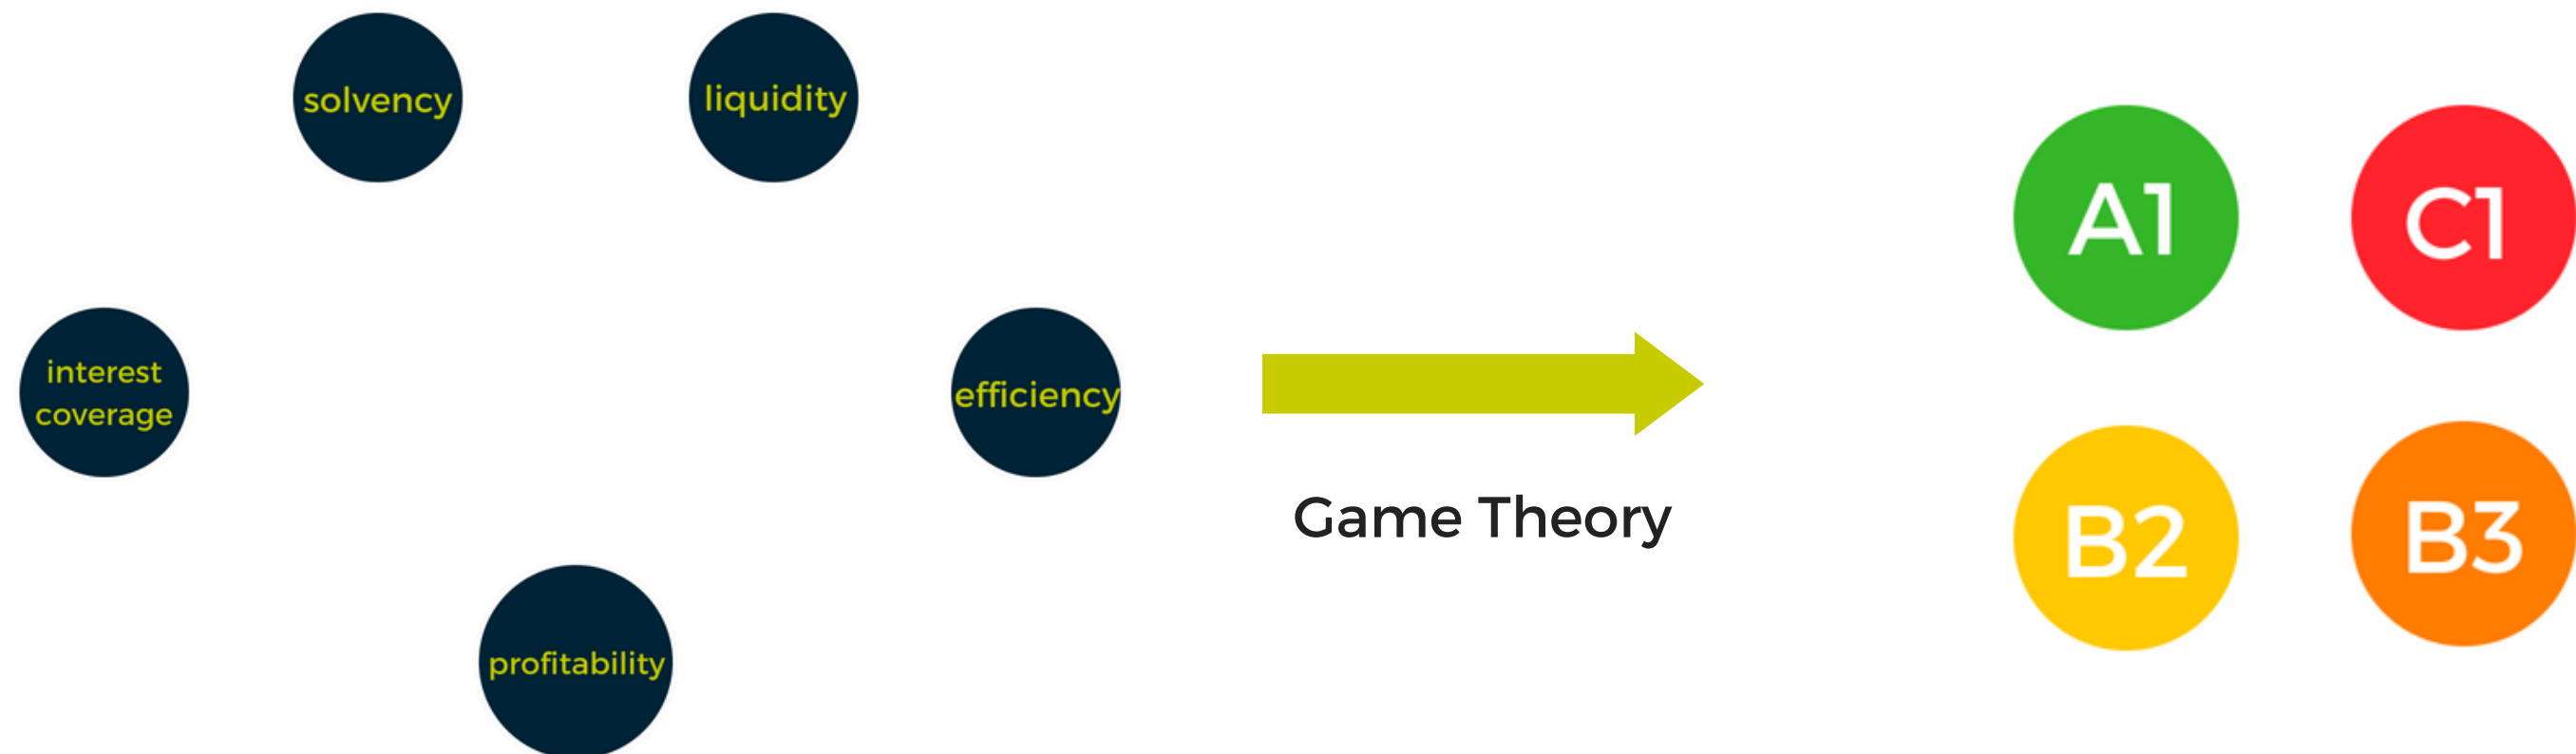 solvency
liquidity
interest
coverage
efficiency
profitability
Game Theory
A1
C1
B2
B3